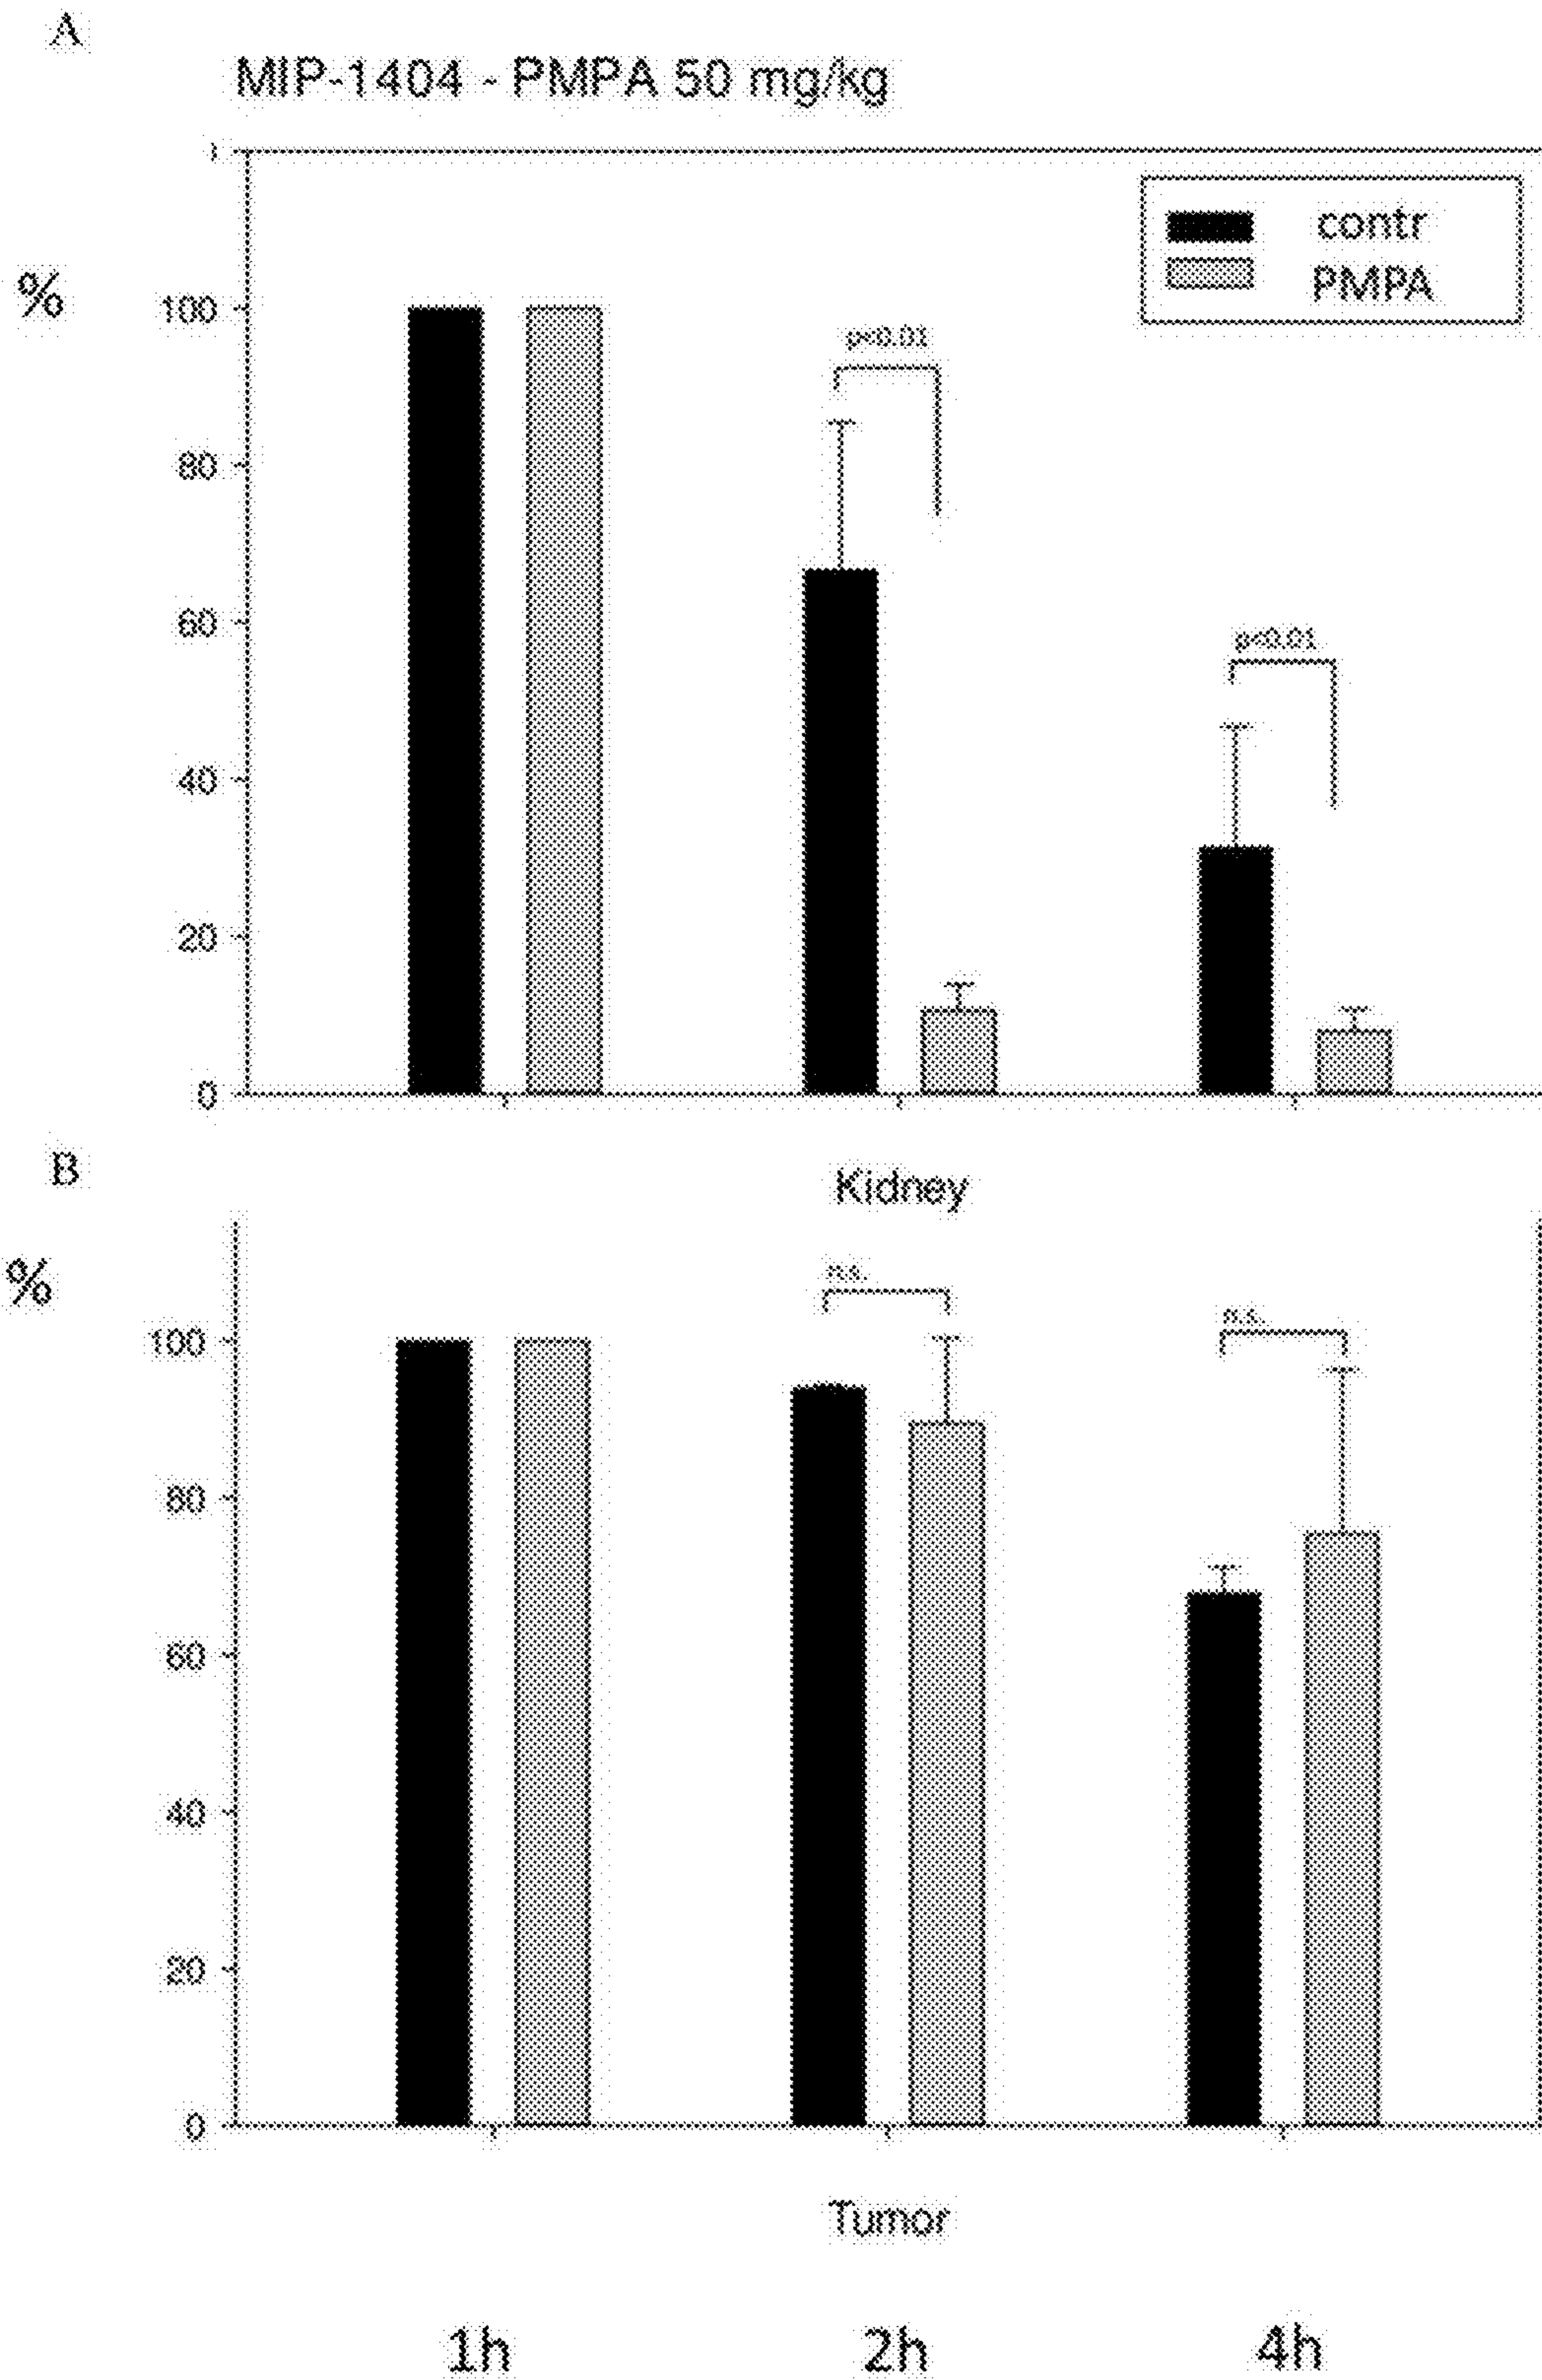 A
MIP-1404 - PMPA 50 mg/kg
contr
PMPA
%
100
80
60
40
20
0
p<0.01
p<0.01
Kidney
B
%
100
80
60
40
20
0
n.s.
n.s.
Tumor
1h 2h 4h